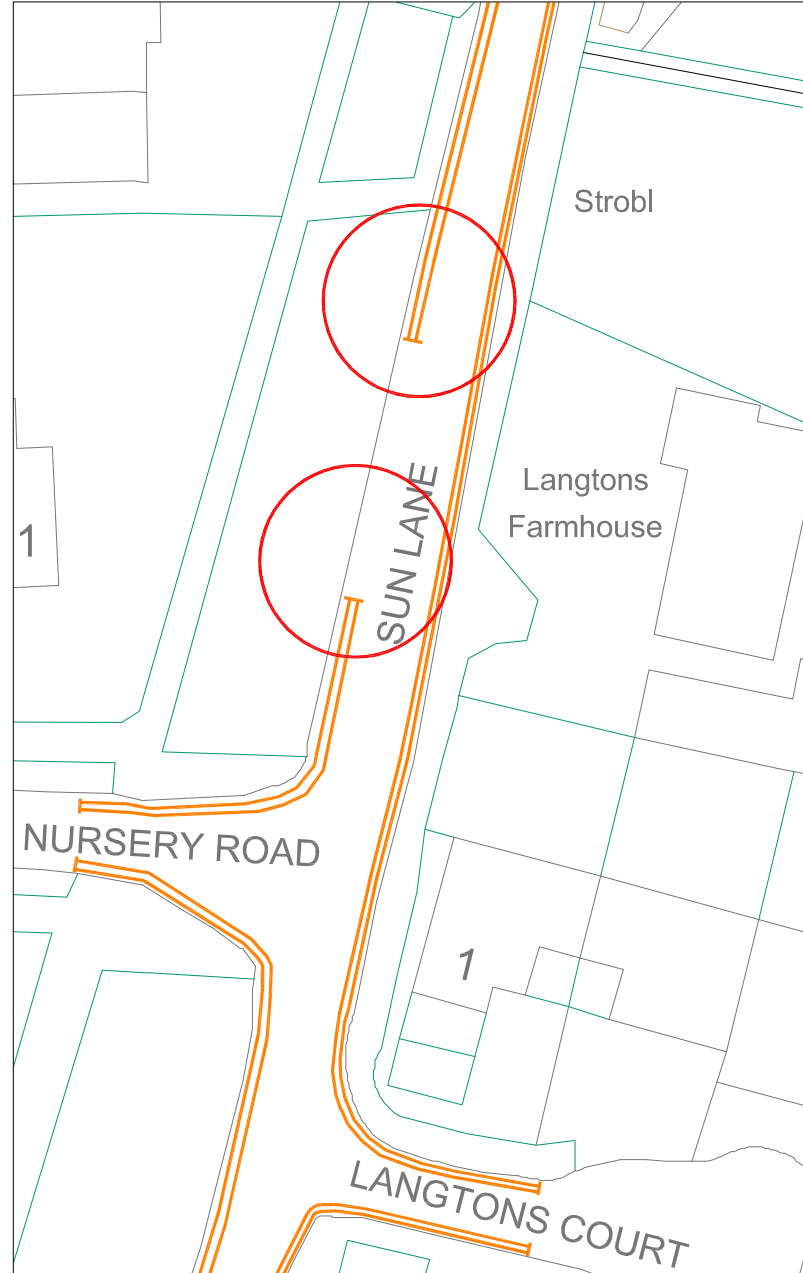 Strobl
Langtons
Farmhouse
SUN LANE
1
NURSERY ROAD
1
LANGTONS COURT